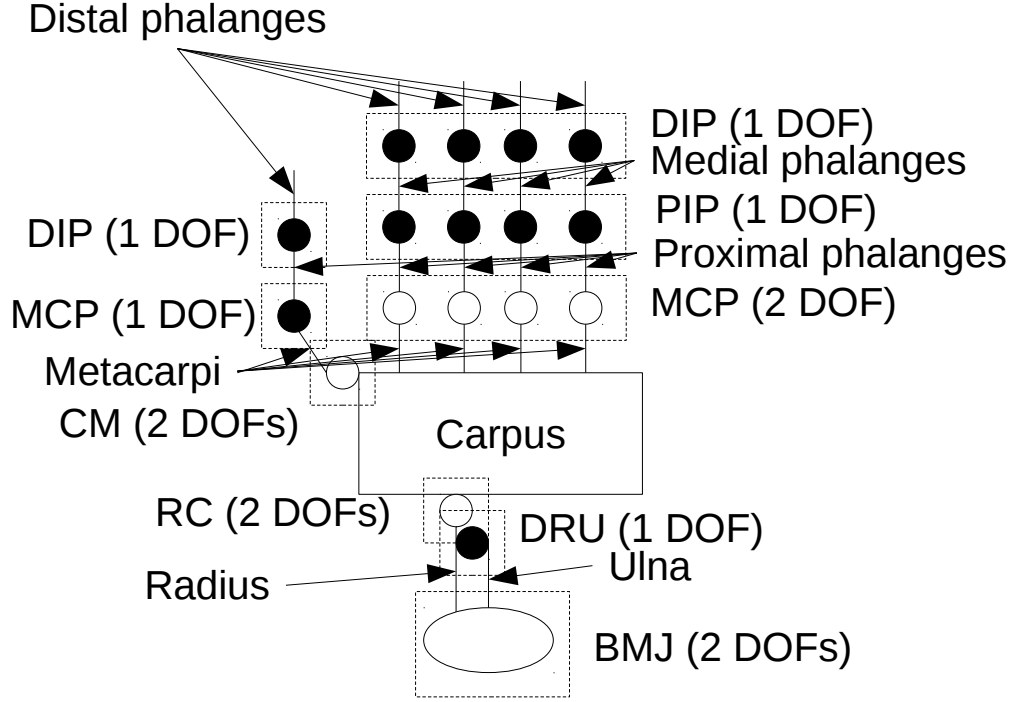 Distal phalanges
DIP (1 DOF)
Medial phalanges
PIP (1 DOF)
DIP (1 DOF)
Proximal phalanges
MCP (2 DOF)
MCP (1 DOF)
Metacarpi
CM (2 DOFs)
Carpus
RC (2 DOFs)
DRU (1 DOF)
Ulna
Radius
BMJ (2 DOFs)